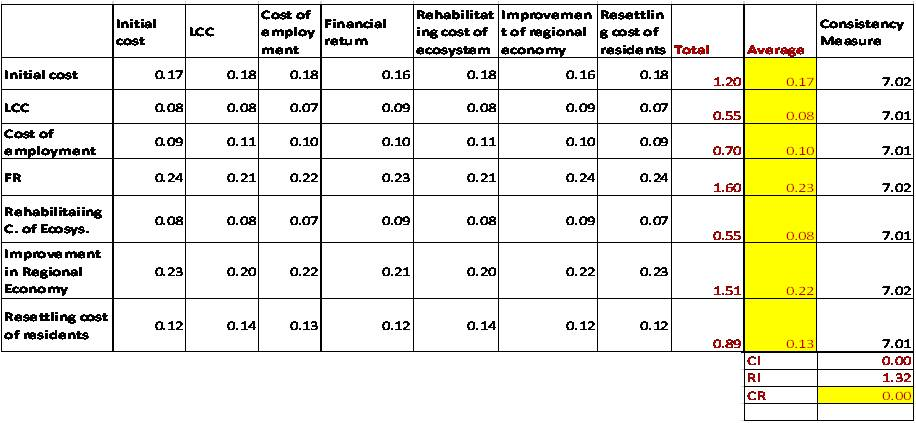 Initial cost LCC Cost of employ ment Financial return Rehabilitat ing cost of ecosystem Improvemen t of regional economy Resettlin g cost of residents Total Average Consistency Measure
Initial cost 0.17 0.18 0.18 0.16 0.18 0.16 0.18 1.20 0.17 7.02
LCC 0.08 0.08 0.07 0.09 0.08 0.09 0.07 0.55 0.08 7.01
Cost of employment 0.09 0.11 0.10 0.10 0.11 0.10 0.09 0.70 0.10 7.01
FR 0.24 0.21 0.22 0.23 0.21 0.24 0.24 1.60 0.23 7.02
Rehabilitaiing C. of Ecosys. 0.08 0.08 0.07 0.09 0.08 0.09 0.07 0.55 0.08 7.01
Improvement in Regional Economy 0.23 0.20 0.22 0.21 0.20 0.22 0.23 1.51 0.22 7.02
Resettling cost of residents 0.12 0.14 0.13 0.12 0.14 0.12 0.12 0.89 0.13 7.01
CI 0.00
RI 1.32
CR 0.00